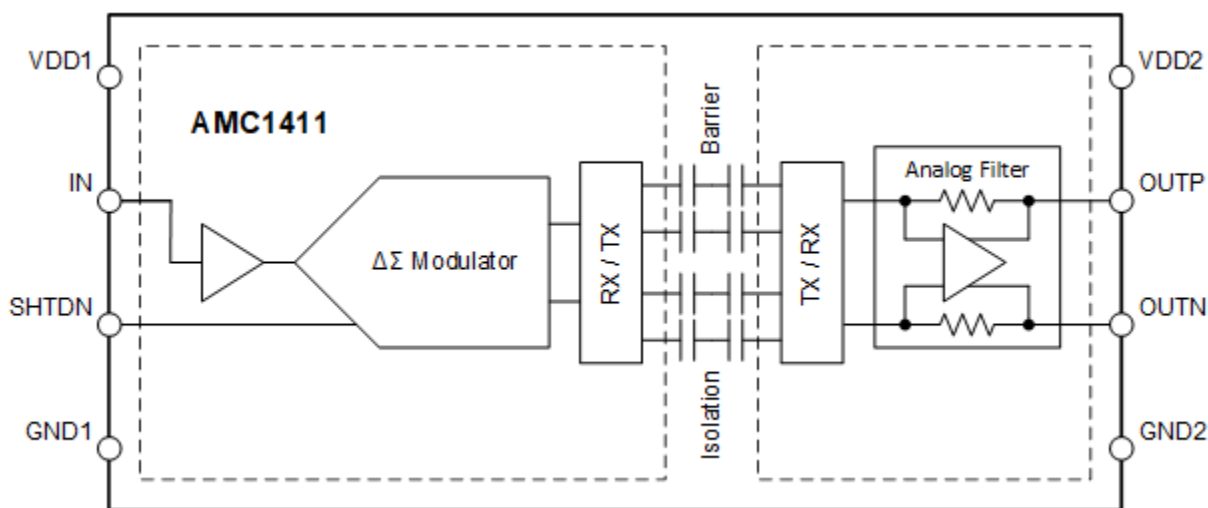 VDD1
VDD2
AMC1411
Barrier
Analog Filter
IN
OUTP
ΔΣ Modulator
RX / TX
TX / RX
SHTDN
OUTN
Isolation
GND1
GND2